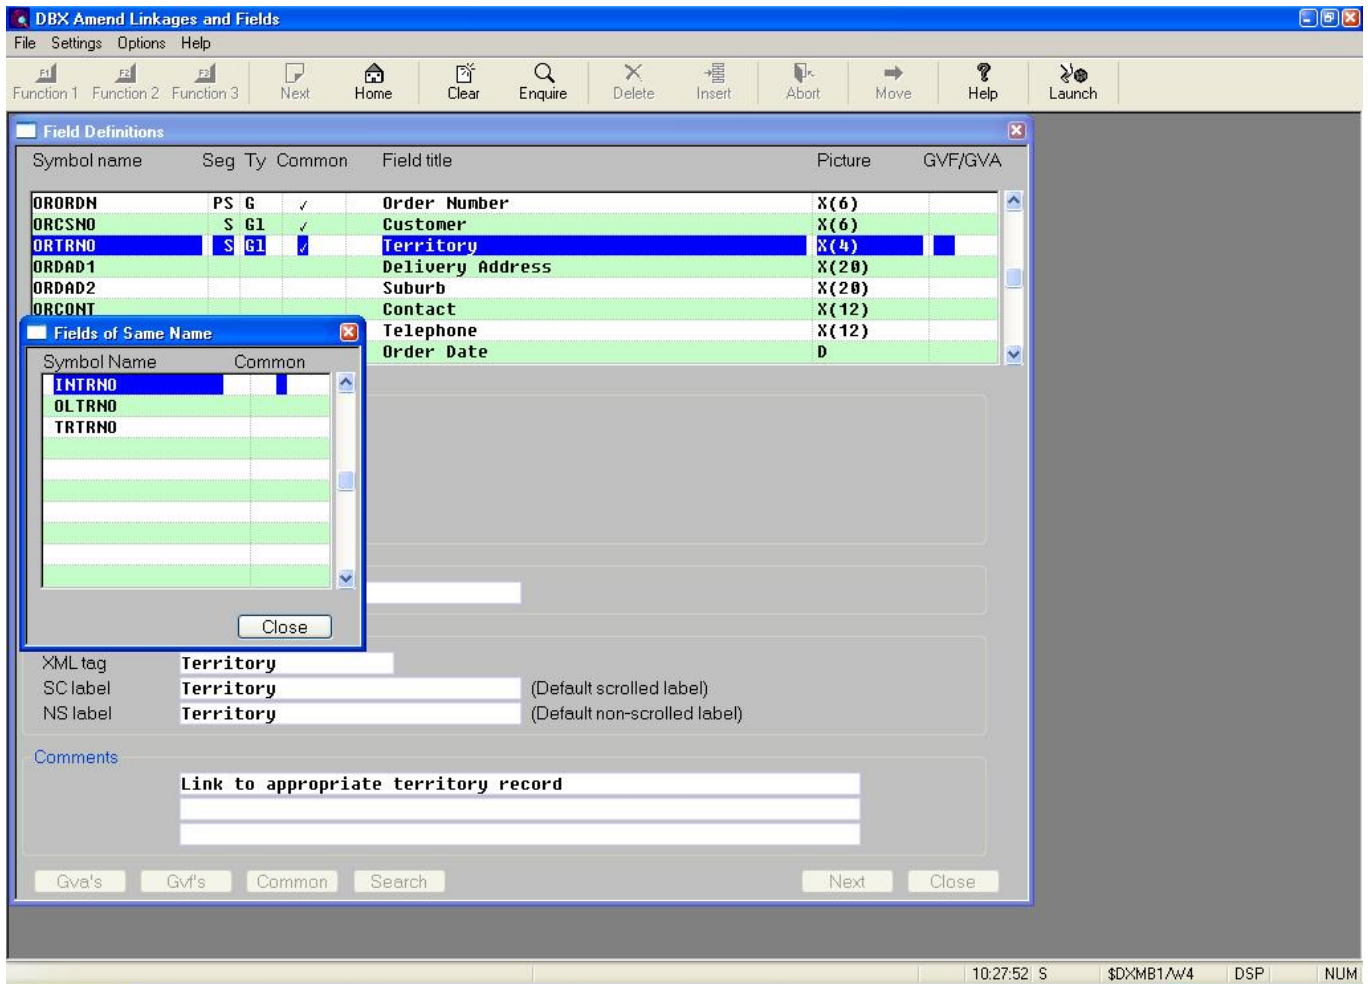 DBX Amend Linkages and Fields
File Settings Options Help
F1 F2 F3
Function 1 Function 2 Function 3 Next Home Clear Enquire Delete Insert Abort Move Help Launch
Field Definitions
Symbol name Seg Ty Common Field title Picture GVF/GVA
ORORDN PS G ✓ Order Number X(6)
ORCSNO S G1 ✓ Customer X(6)
ORTRNO S G1 ✓ Territory X(4)
ORDAD1 Delivery Address X(20)
ORDAD2 Suburb X(20)
ORCONT Contact X(12)
Telephone X(12)
Order Date D
Fields of Same Name
Symbol Name Common
INTRNO
OLTRNO
TRTRNO
Close
XML tag Territory
SC label Territory (Default scrolled label)
NS label Territory (Default non-scrolled label)
Comments
Link to appropriate territory record
Gva's Gvf's Common Search Next Close
10:27:52 S $DXMB1/W4 DSP NUM